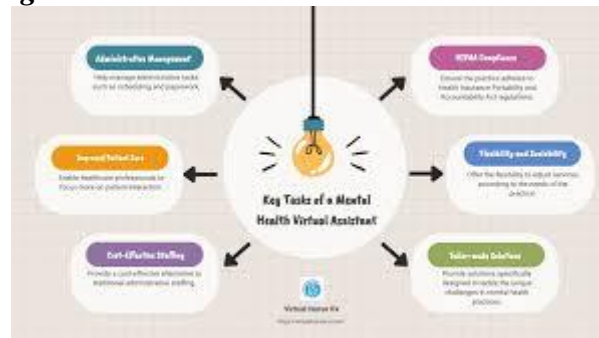 Administrative Management
Help manage administrative tasks
such as scheduling and paperwork.
Improved Patient Care
Enable healthcare professionals to
focus more on patient interaction.
Cost-Effective Staffing
Provide a cost-effective alternative to
traditional administrative staffing.
Key Tasks of a Mental
Health Virtual Assistant
HIPAA Compliance
Ensure the practice adheres to
Health Insurance Portability and
Accountability Act regulations.
Flexibility and Scalability
Offer the flexibility to adjust services
according to the needs of the
practice.
Tailor-made Solutions
Provide solutions specifically
designed to tackle the unique
challenges in mental health
practices.
Virtual